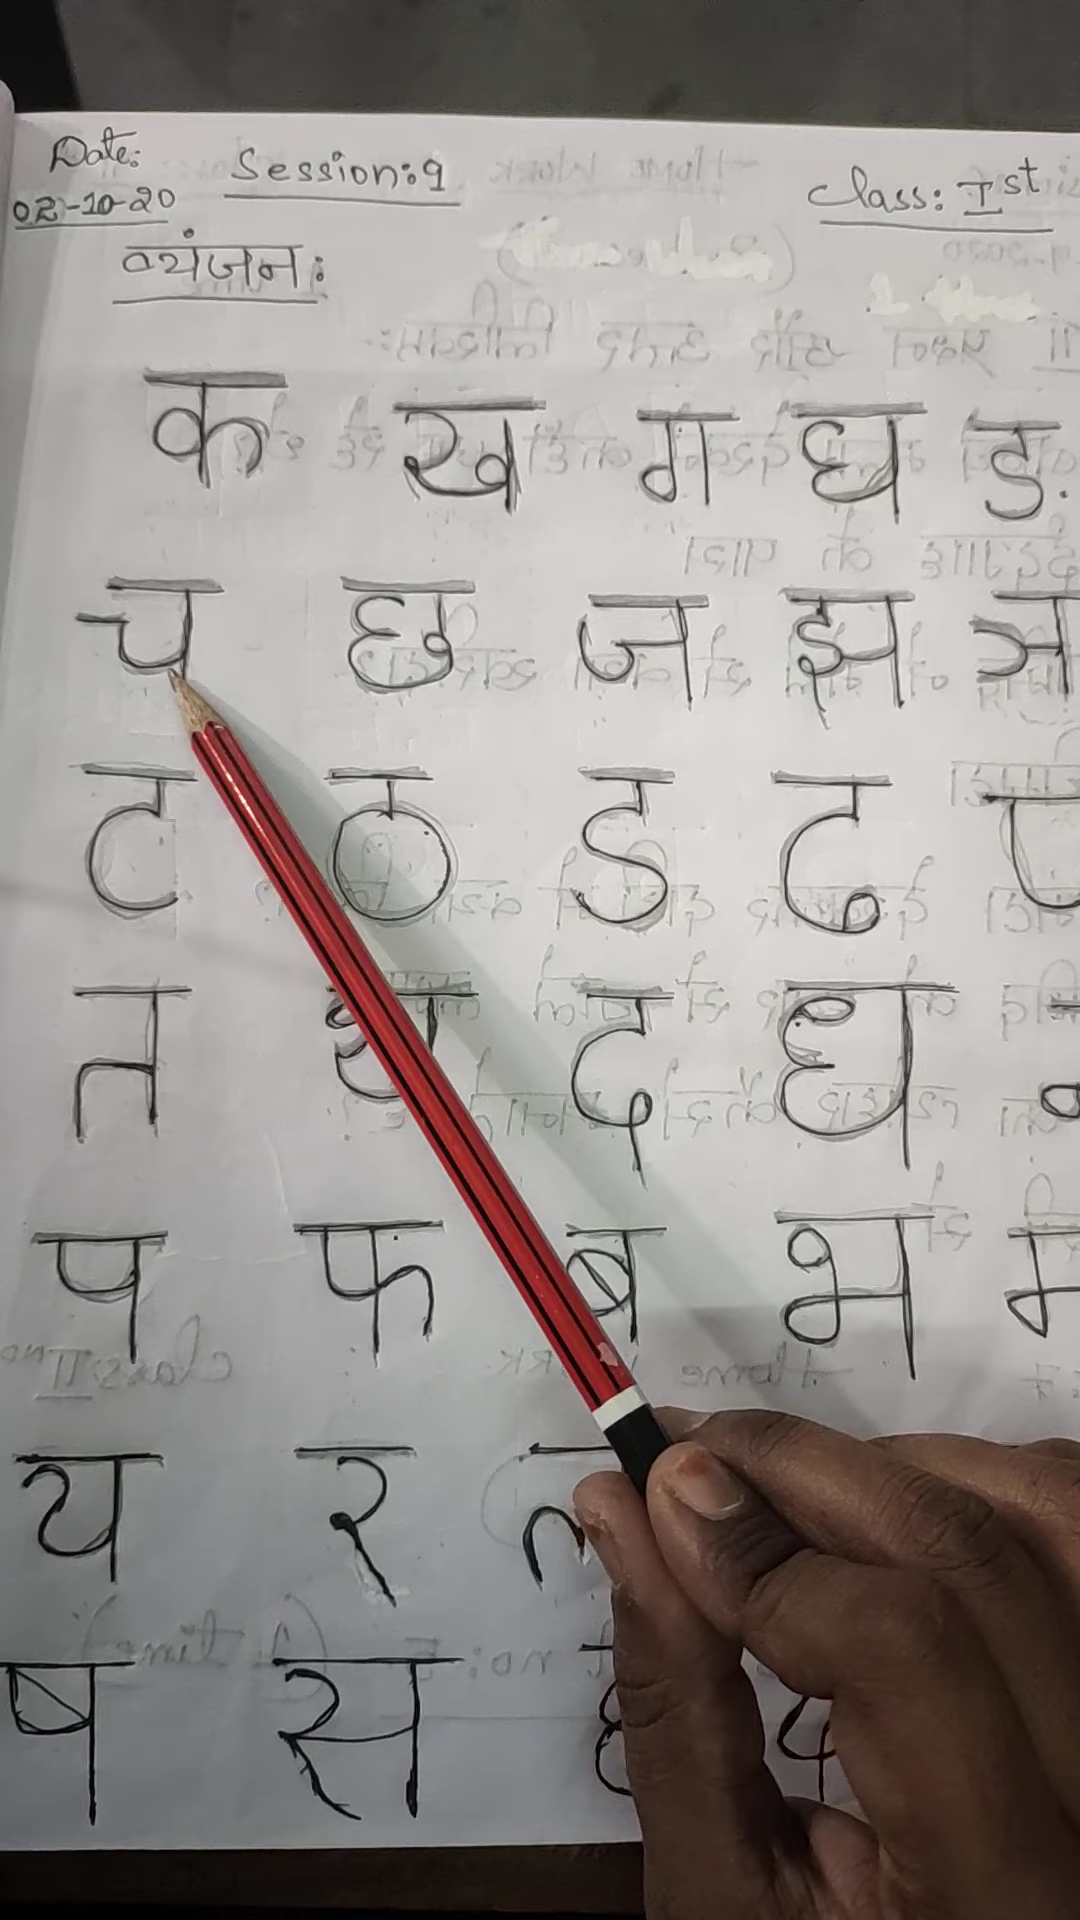 Date: Session:9 Class: Ist
02-10-20
व्यंजन:
क ख ग घ ङ
च छ ज झ ञ
ट ठ ड ढ ण
त थ द ध न
प फ ब भ म
य र ल
ष स ह